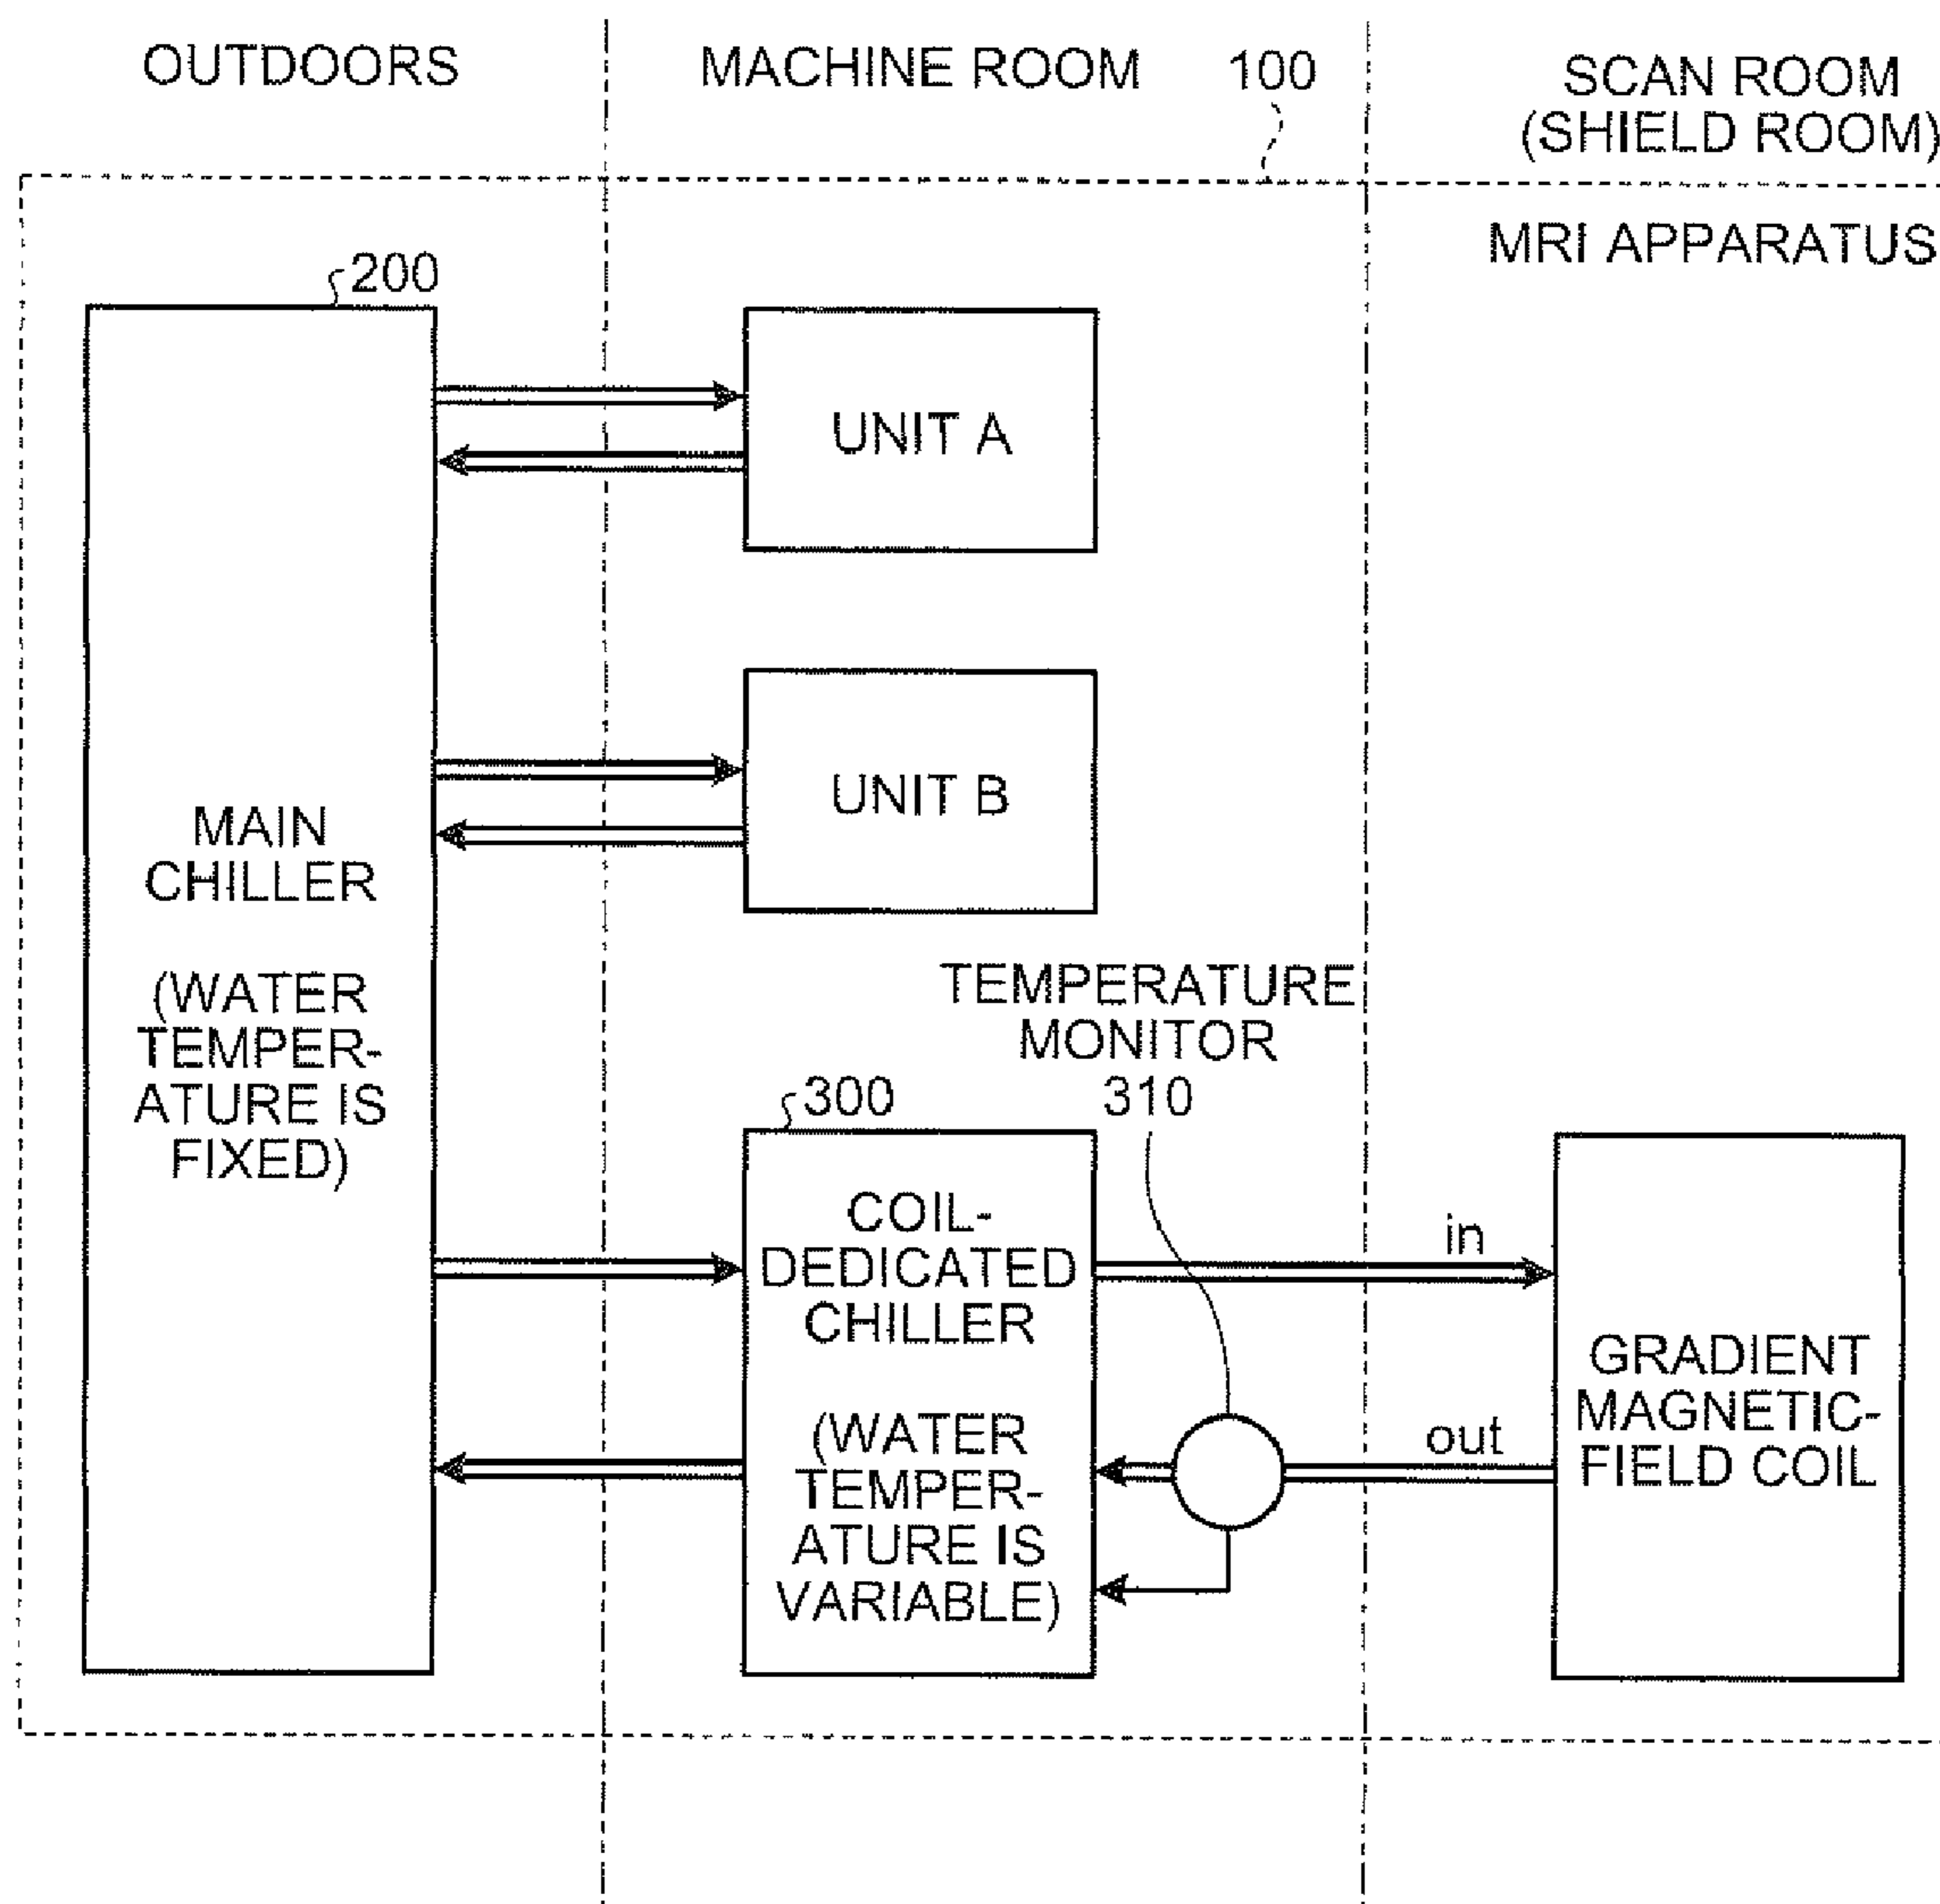 OUTDOORS
MACHINE ROOM
100
SCAN ROOM
(SHIELD ROOM)
MRI APPARATUS
200
UNIT A
UNIT B
MAIN
CHILLER
(WATER
TEMPER-
ATURE IS
FIXED)
TEMPERATURE
MONITOR
310
300
COIL-
DEDICATED
CHILLER
(WATER
TEMPER-
ATURE IS
VARIABLE)
in
out
GRADIENT
MAGNETIC-
FIELD COIL